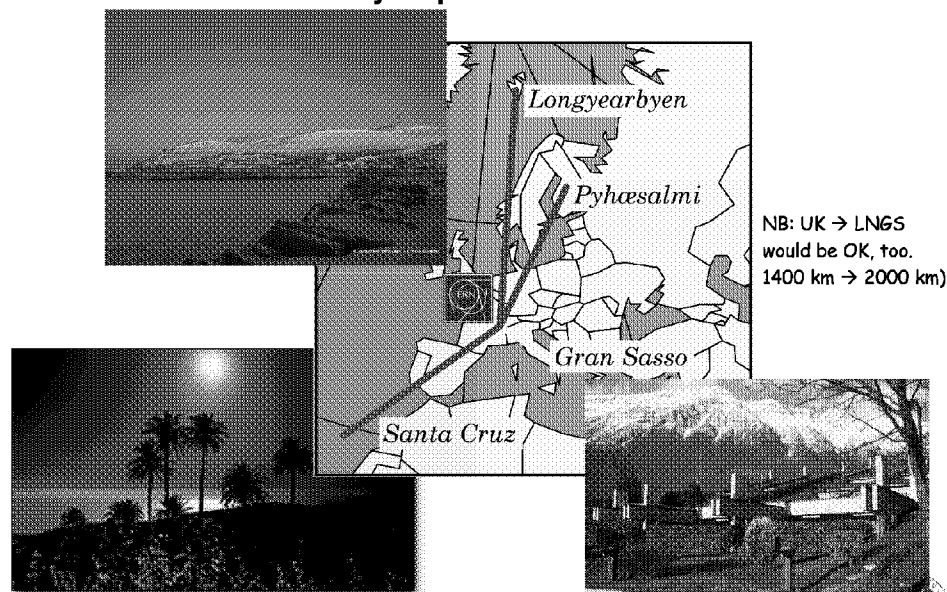 Longyearbyen
Pyhæsalmi
NB: UK → LNGS
would be OK, too.
1400 km → 2000 km)
Gran Sasso
Santa Cruz